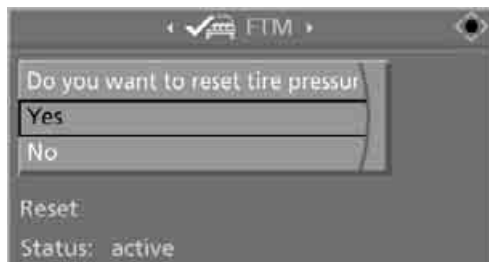 FTM
Do you want to reset tire pressur
Yes
No
Reset
Status: active